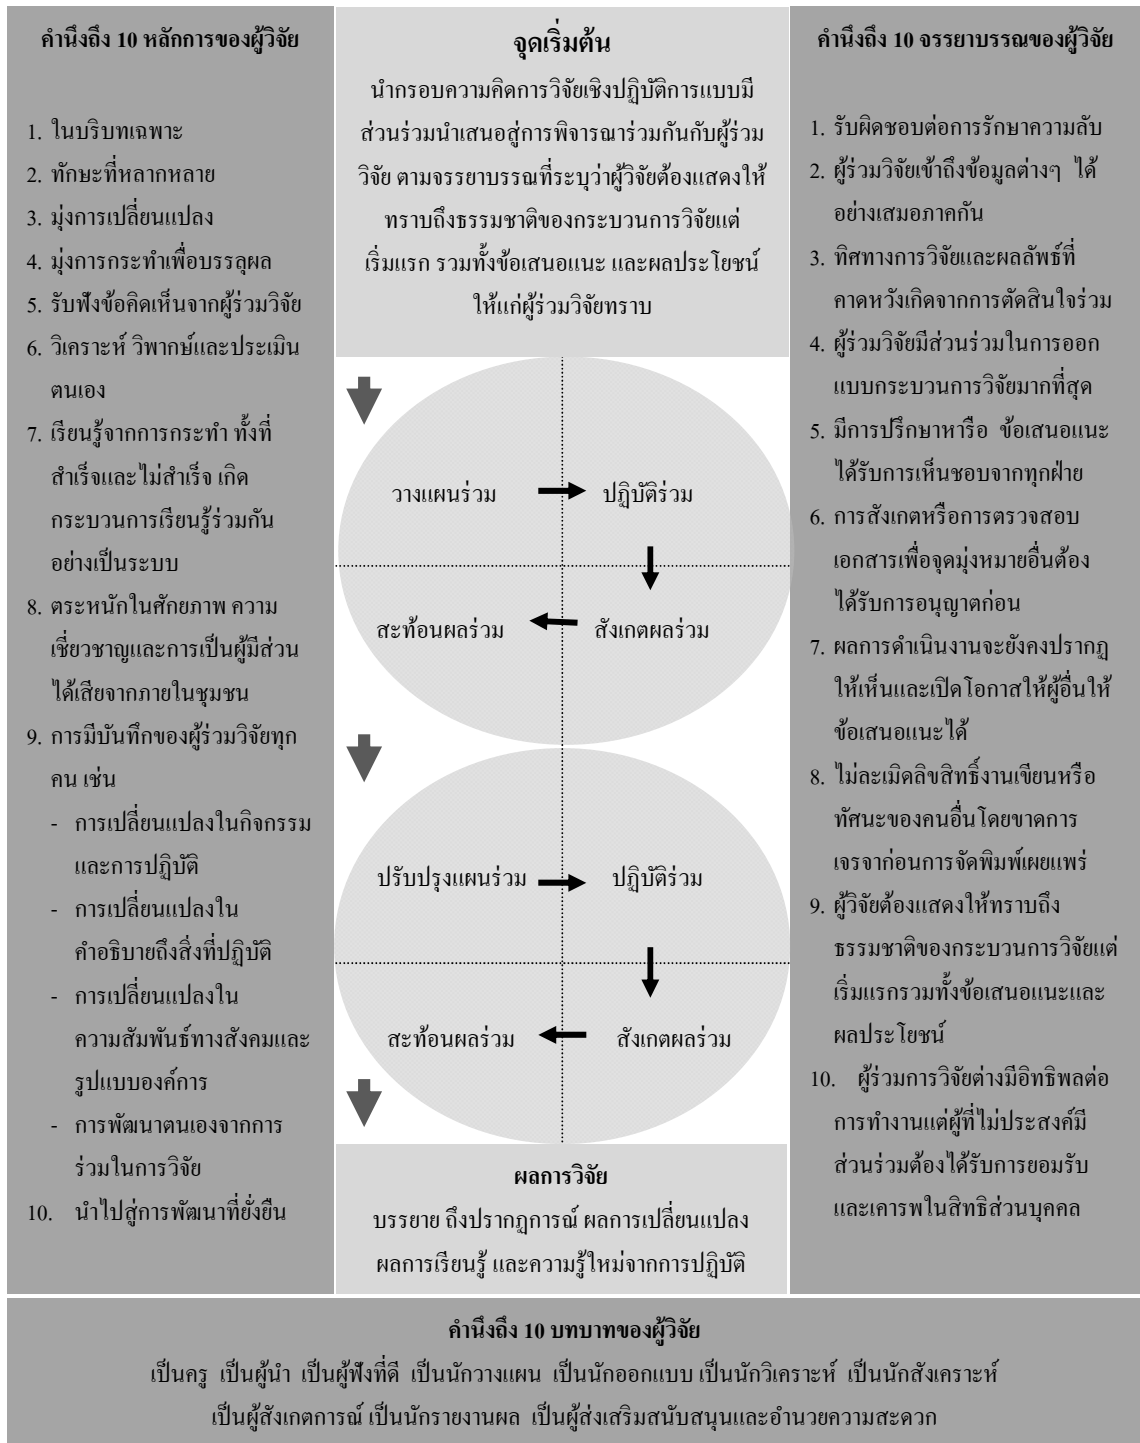 คำนึงถึง 10 หลักการของผู้วิจัย
1. ในบริบทเฉพาะ
2. ทักษะที่หลากหลาย
3. มุ่งการเปลี่ยนแปลง
4. มุ่งการกระทำเพื่อบรรลุผล
5. รับฟังข้อคิดเห็นจากผู้ร่วมวิจัย
6. วิเคราะห์ วิพากษ์และประเมิน
ตนเอง
7. เรียนรู้จากการกระทำ ทั้งที่
สำเร็จและไม่สำเร็จ เกิด
กระบวนการเรียนรู้ร่วมกัน
อย่างเป็นระบบ
8. ตระหนักในศักยภาพ ความ
เชี่ยวชาญและการเป็นผู้มีส่วน
ได้เสียจากภายในชุมชน
9. การมีบันทึกของผู้ร่วมวิจัยทุก
คน เช่น
- การเปลี่ยนแปลงในกิจกรรม
และการปฏิบัติ
- การเปลี่ยนแปลงใน
คำอธิบายถึงสิ่งที่ปฏิบัติ
- การเปลี่ยนแปลงใน
ความสัมพันธ์ทางสังคมและ
รูปแบบองค์การ
- การพัฒนาตนเองจากการ
ร่วมในการวิจัย
10. นำไปสู่การพัฒนาที่ยั่งยืน
จุดเริ่มต้น
นำกรอบความคิดการวิจัยเชิงปฏิบัติการแบบมี
ส่วนร่วมนำเสนอสู่การพิจารณาร่วมกันกับผู้ร่วม
วิจัย ตามจรรยาบรรณที่ระบุว่าผู้วิจัยต้องแสดงให้
ทราบถึงธรรมชาติของกระบวนการวิจัยแต่
เริ่มแรก รวมทั้งข้อเสนอแนะ และผลประโยชน์
ให้แก่ผู้ร่วมวิจัยทราบ
วางแผนร่วม
ปฏิบัติร่วม
สะท้อนผลร่วม
สังเกตผลร่วม
ปรับปรุงแผนร่วม
ปฏิบัติร่วม
สะท้อนผลร่วม
สังเกตผลร่วม
ผลการวิจัย
บรรยาย ถึงปรากฏการณ์ ผลการเปลี่ยนแปลง
ผลการเรียนรู้ และความรู้ใหม่จากการปฏิบัติ
คำนึงถึง 10 จรรยาบรรณของผู้วิจัย
1. รับผิดชอบต่อการรักษาความลับ
2. ผู้ร่วมวิจัยเข้าถึงข้อมูลต่างๆ ได้
อย่างเสมอภาคกัน
3. ทิศทางการวิจัยและผลลัพธ์ที่
คาดหวังเกิดจากการตัดสินใจร่วม
4. ผู้ร่วมวิจัยมีส่วนร่วมในการออก
แบบกระบวนการวิจัยมากที่สุด
5. มีการปรึกษาหารือ ข้อเสนอแนะ
ได้รับการเห็นชอบจากทุกฝ่าย
6. การสังเกตหรือการตรวจสอบ
เอกสารเพื่อจุดมุ่งหมายอื่นต้อง
ได้รับการอนุญาตก่อน
7. ผลการดำเนินงานจะยังคงปรากฏ
ให้เห็นและเปิดโอกาสให้ผู้อื่นให้
ข้อเสนอแนะได้
8. ไม่ละเมิดลิขสิทธิ์งานเขียนหรือ
ทัศนะของคนอื่นโดยขาดการ
เจรจาก่อนการจัดพิมพ์เผยแพร่
9. ผู้วิจัยต้องแสดงให้ทราบถึง
ธรรมชาติของกระบวนการวิจัยแต่
เริ่มแรกรวมทั้งข้อเสนอแนะและ
ผลประโยชน์
10. ผู้ร่วมการวิจัยต่างมีอิทธิพลต่อ
การทำงานแต่ผู้ที่ไม่ประสงค์มี
ส่วนร่วมต้องได้รับการยอมรับ
และเคารพในสิทธิส่วนบุคคล
คำนึงถึง 10 บทบาทของผู้วิจัย
เป็นครู เป็นผู้นำ เป็นผู้ฟังที่ดี เป็นนักวางแผน เป็นนักออกแบบ เป็นนักวิเคราะห์ เป็นนักสังเคราะห์
เป็นผู้สังเกตการณ์ เป็นนักรายงานผล เป็นผู้ส่งเสริมสนับสนุนและอำนวยความสะดวก